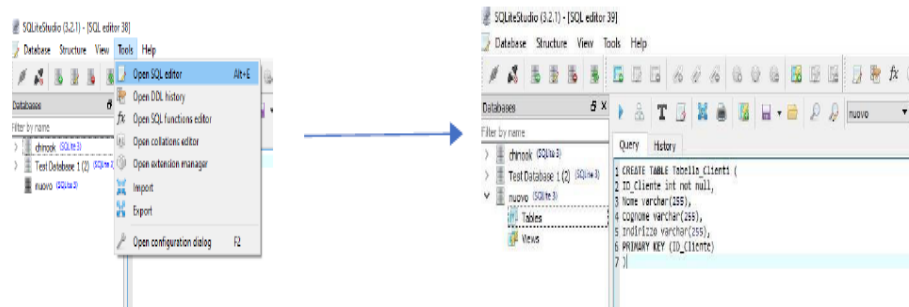 SQLiteStudio (3.2.1) - [SQL editor 38]
Database Structure View Tools Help
Open SQL editor Alt+E
Open DDL history
Open SQL functions editor
Open collations editor
Open extension manager
Import
Export
Open configuration dialog F2
Databases
Filter by name
chinook (SQLite 3)
Test Database 1 (2) (SQLite 3)
nuovo (SQLite 3)
SQLiteStudio (3.2.1) - [SQL editor 39]
Database Structure View Tools Help
Databases
nuovo
Filter by name
chinook (SQLite 3)
Test Database 1 (2) (SQLite 3)
nuovo (SQLite 3)
Tables
Views
Query History
1 CREATE TABLE Tabella_Clienti (
2 ID_Cliente int not null,
3 Nome varchar(255),
4 Cognome varchar(255),
5 Indirizzo varchar(255),
6 PRIMARY KEY (ID_Cliente)
7 )